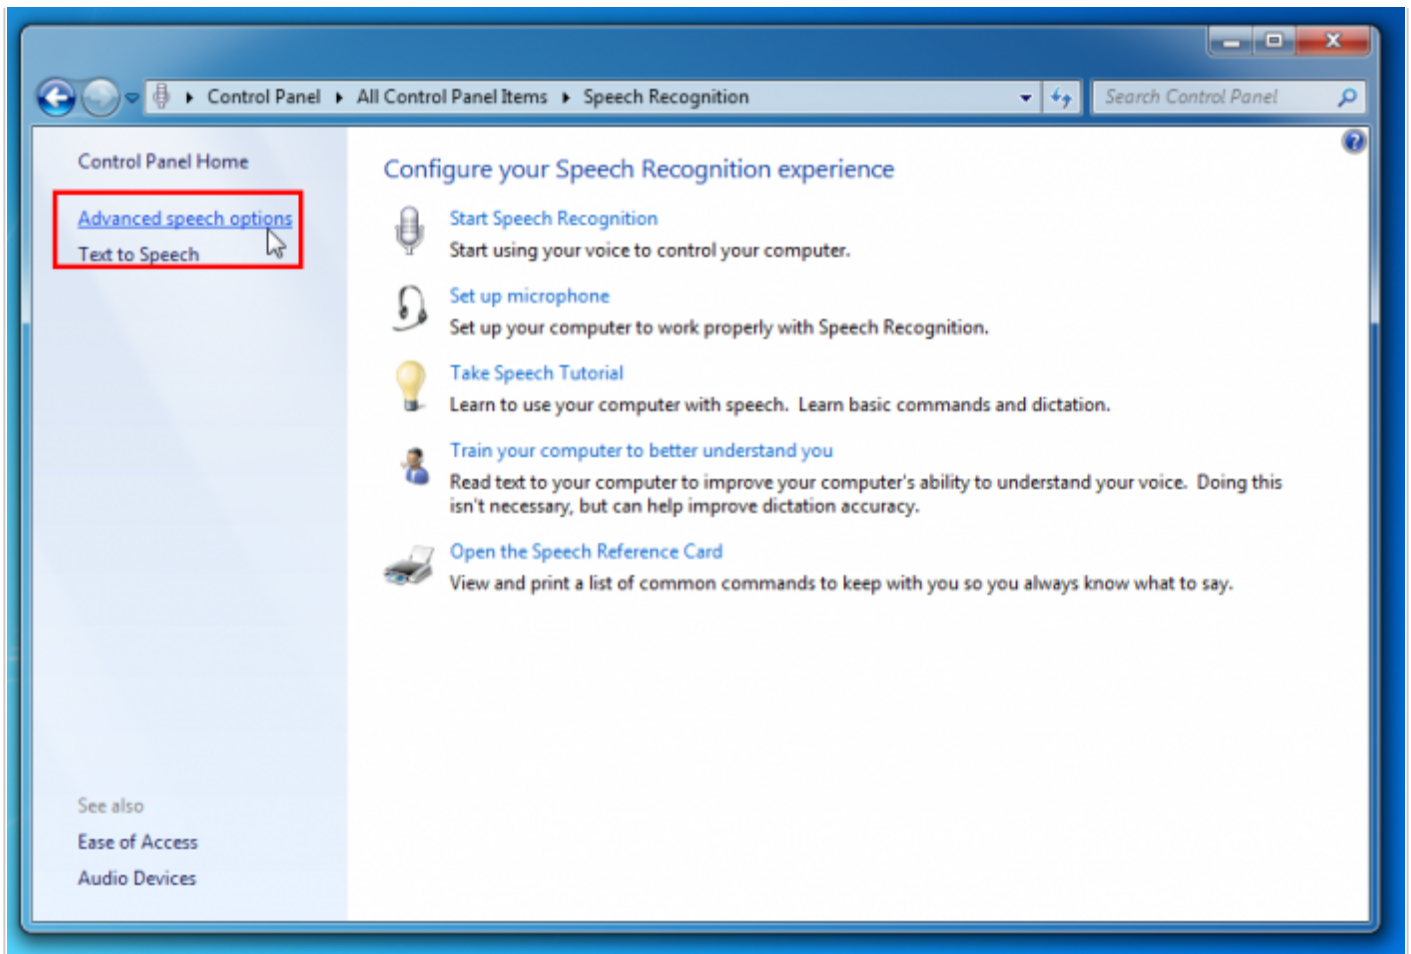 Control Panel All Control Panel Items Speech Recognition
Search Control Panel
Control Panel Home
Advanced speech options
Text to Speech
Configure your Speech Recognition experience
Start Speech Recognition
Start using your voice to control your computer.
Set up microphone
Set up your computer to work properly with Speech Recognition.
Take Speech Tutorial
Learn to use your computer with speech. Learn basic commands and dictation.
Train your computer to better understand you
Read text to your computer to improve your computer's ability to understand your voice. Doing this
isn't necessary, but can help improve dictation accuracy.
Open the Speech Reference Card
View and print a list of common commands to keep with you so you always know what to say.
See also
Ease of Access
Audio Devices